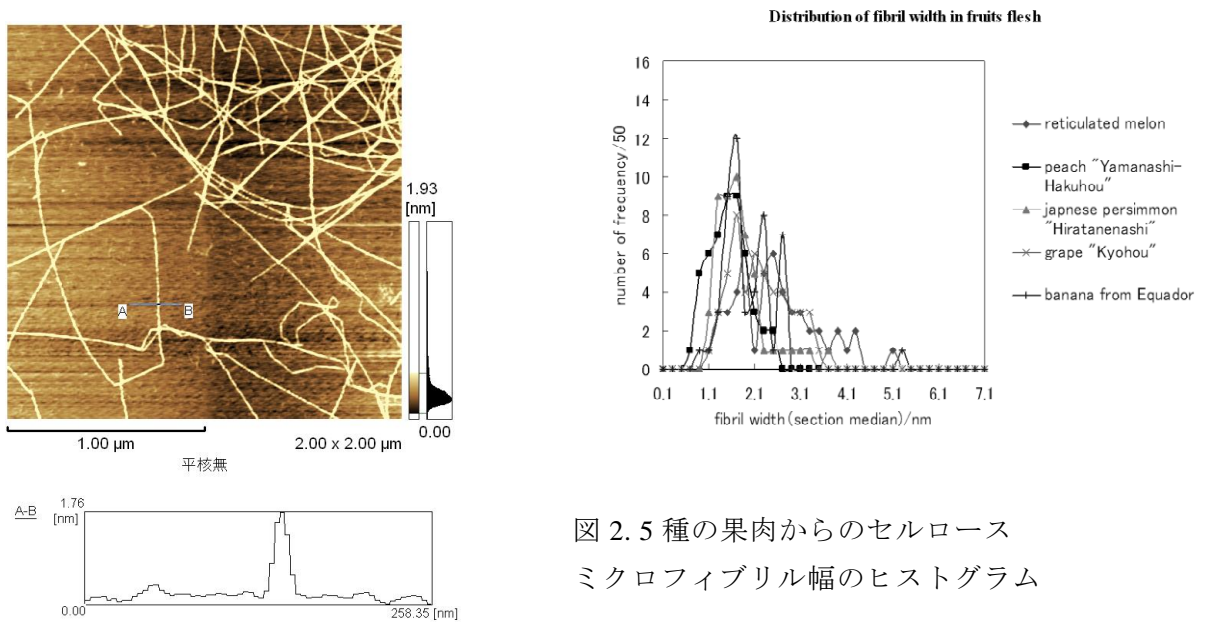 1.93
[nm]
A
B
0.00
1.00 µm
2.00 x 2.00 µm
平核無
A-B
1.76
[nm]
0.00
258.35 [nm]
Distribution of fibril width in fruits flesh
number of frecuency/50
16
14
12
10
8
6
4
2
0
0.1 1.1 2.1 3.1 4.1 5.1 6.1 7.1
fibril width(section median)/nm
reticulated melon
peach "Yamanashi-
Hakuhou"
japnese persimmon
"Hiratanenashi"
grape "Kyohou"
banana from Equador
図 2. 5 種の果肉からのセルロース
ミクロフィブリル幅のヒストグラム